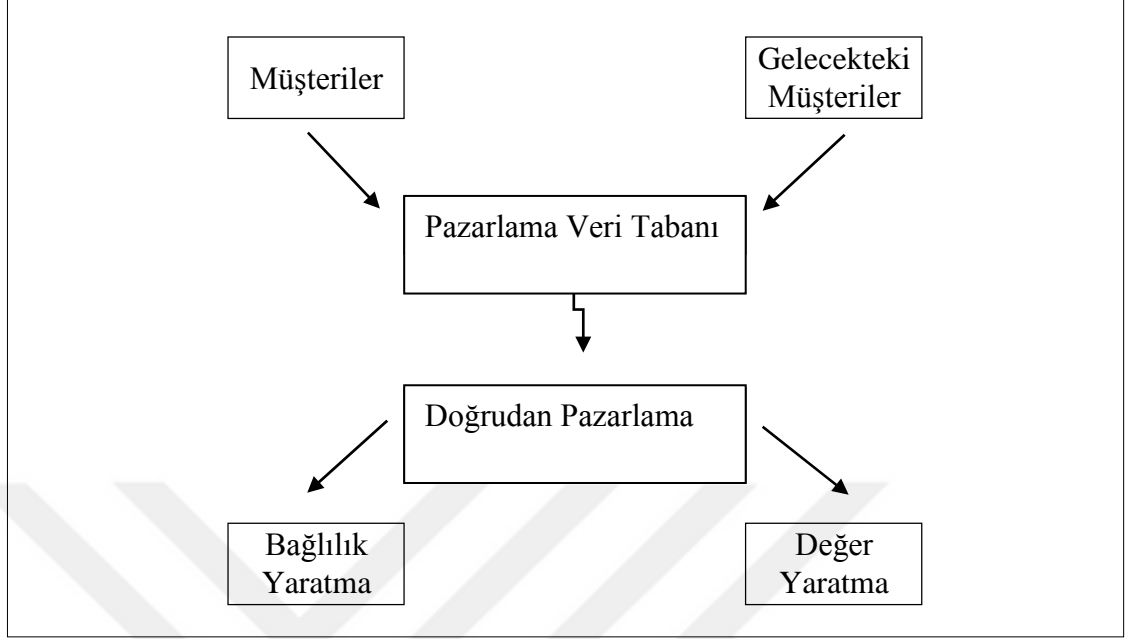 Müşteriler
Gelecekteki
Müşteriler
Pazarlama Veri Tabanı
Doğrudan Pazarlama
Bağlılık
Yaratma
Değer
Yaratma